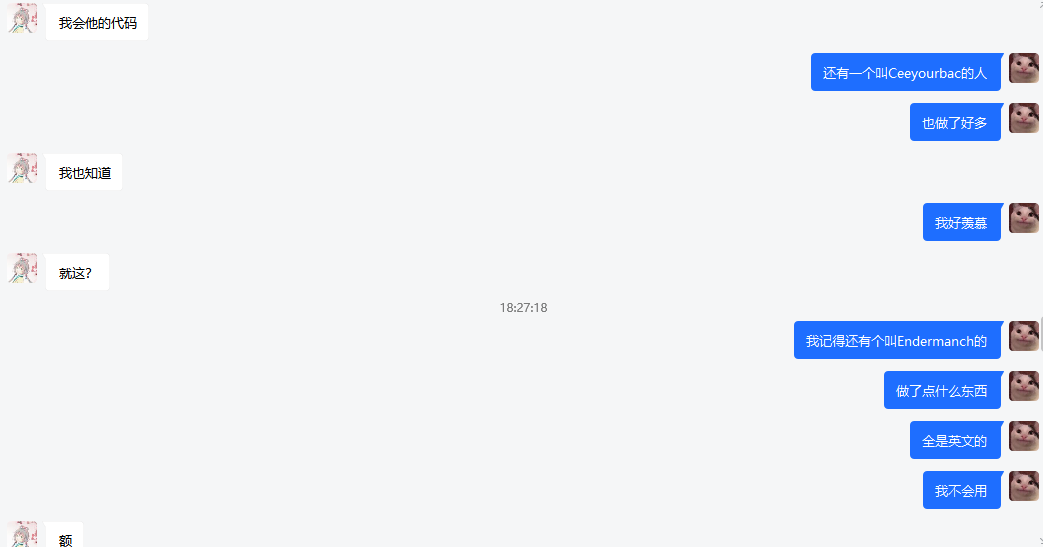 我会他的代码
还有一个叫Ceeyourbac的人
也做了好多
我也知道
我好羡慕
就这?
18:27:18
我记得还有个叫Endermanch的
做了点什么东西
全是英文的
我不会用
额